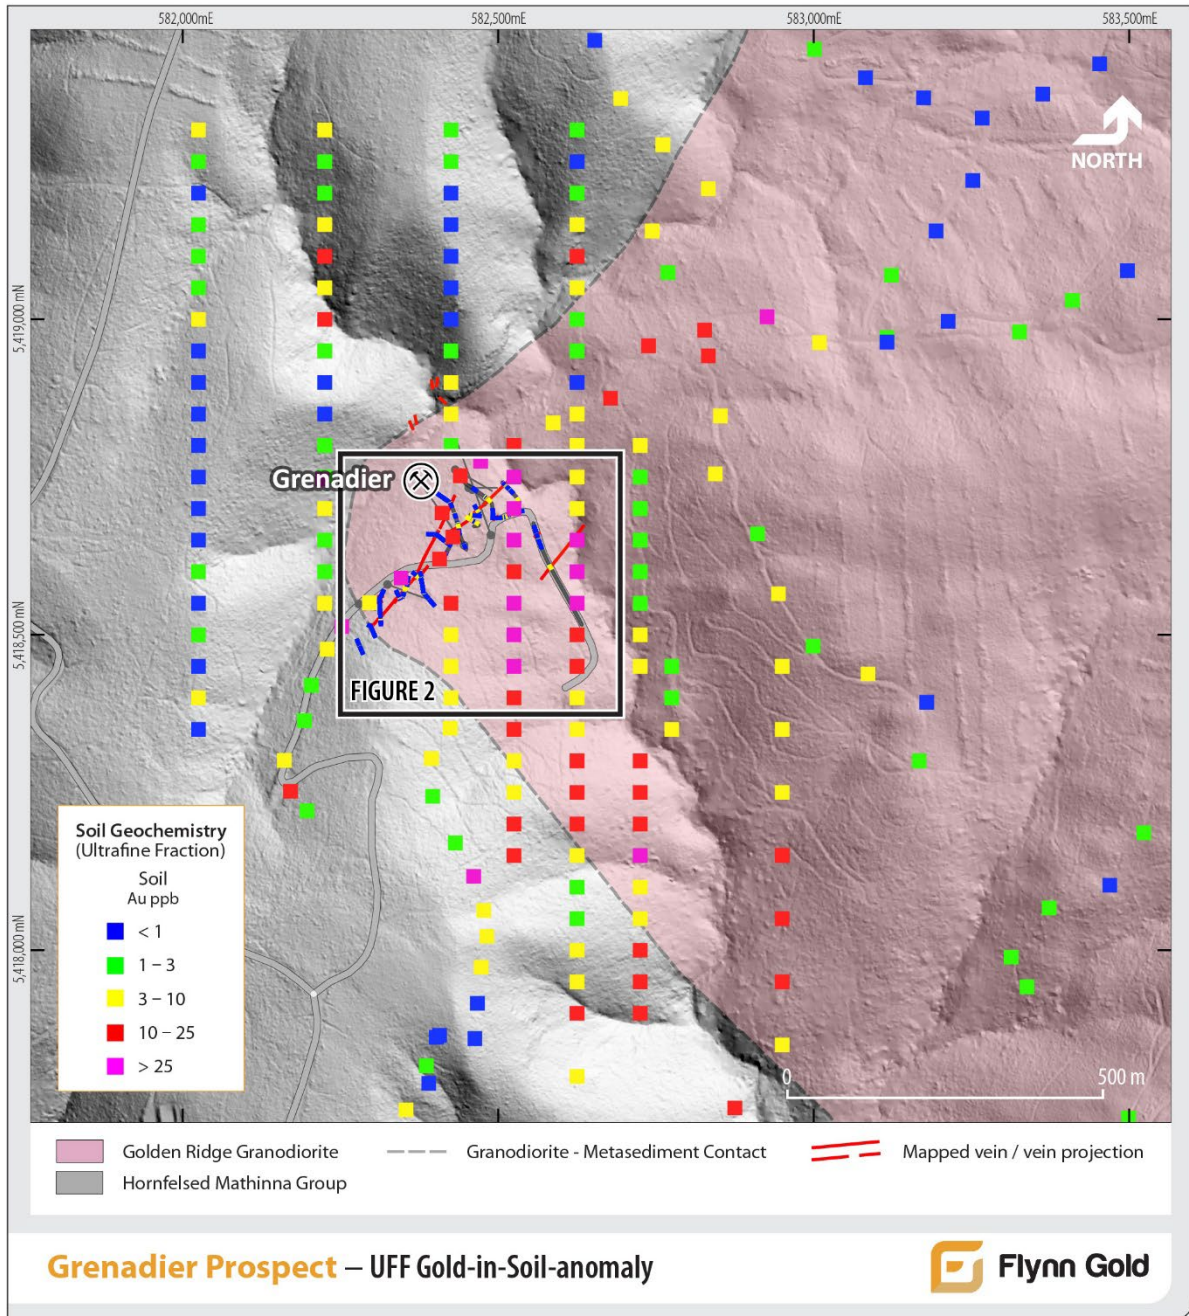 582,000mE
582,500mE
583,000mE
583,500mE
NORTH
5,419,000 mN
Grenadier
5,418,500 mN
FIGURE 2
Soil Geochemistry
(Ultrafine Fraction)
Soil
Au ppb
< 1
1 – 3
3 – 10
10 – 25
> 25
5,418,000 mN
0
500 m
Golden Ridge Granodiorite
Granodiorite - Metasediment Contact
Mapped vein / vein projection
Hornfelsed Mathinna Group
Grenadier Prospect – UFF Gold-in-Soil-anomaly
Flynn Gold